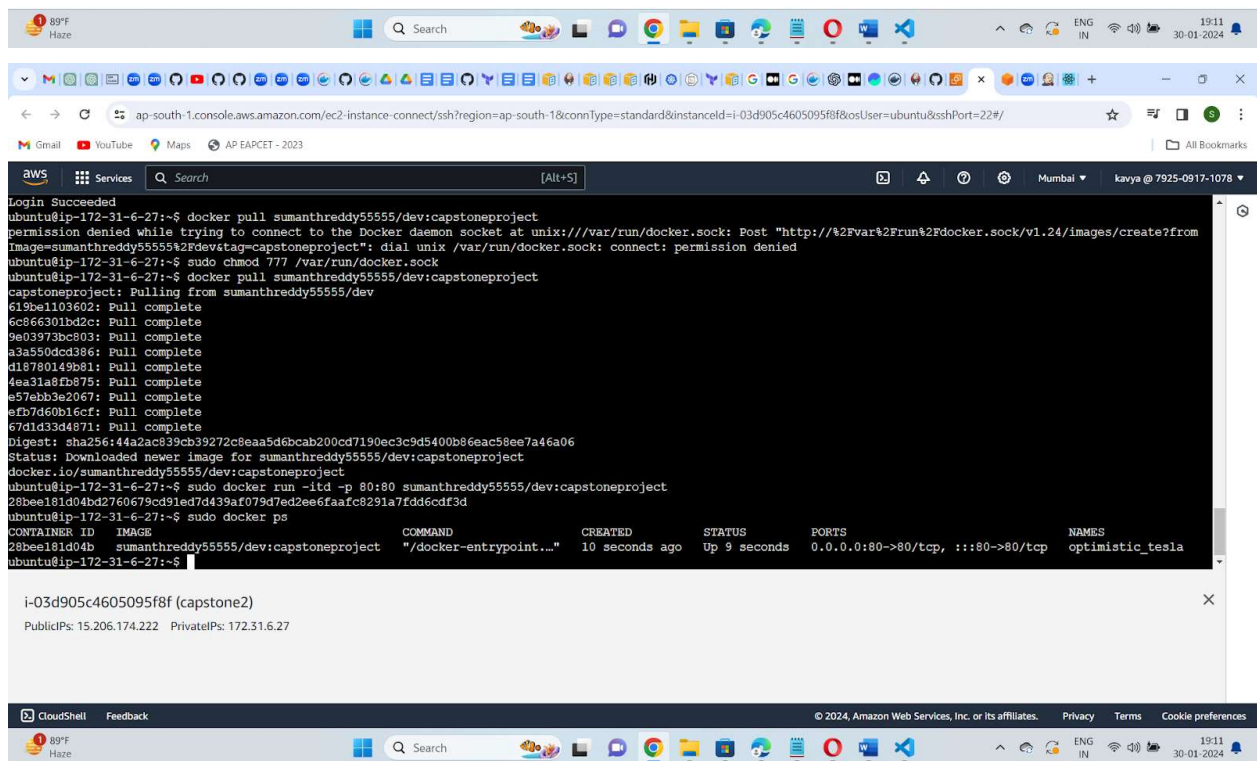 89°F
Haze
Search
ENG
IN
19:11
30-01-2024
ap-south-1.console.aws.amazon.com/ec2-instance-connect/ssh?region=ap-south-1&connType=standard&instanceId=i-03d905c4605095f8f&osUser=ubuntu&sshPort=22#/
Gmail YouTube Maps AP EAPCET - 2023 All Bookmarks
aws Services Search [Alt+S] Mumbai kavya @ 7925-0917-1078
Login Succeeded
ubuntu@ip-172-31-6-27:~$ docker pull sumanthreddy55555/dev:capstoneproject
permission denied while trying to connect to the Docker daemon socket at unix:///var/run/docker.sock: Post "http://%2Fvar%2Frun%2Fdocker.sock/v1.24/images/create?from
Image=sumanthreddy55555%2Fdev&tag=capstoneproject": dial unix /var/run/docker.sock: connect: permission denied
ubuntu@ip-172-31-6-27:~$ sudo chmod 777 /var/run/docker.sock
ubuntu@ip-172-31-6-27:~$ docker pull sumanthreddy55555/dev:capstoneproject
capstoneproject: Pulling from sumanthreddy55555/dev
619be1103602: Pull complete
6c866301bd2c: Pull complete
9e03973bc803: Pull complete
a3a550dcd386: Pull complete
d18780149b81: Pull complete
4ea31a8fb875: Pull complete
e57ebb3e2067: Pull complete
efb7d60b16cf: Pull complete
67d1d33d4871: Pull complete
Digest: sha256:44a2ac839cb39272c8eaa5d6bcab200cd7190ec3c9d5400b86eac58ee7a46a06
Status: Downloaded newer image for sumanthreddy55555/dev:capstoneproject
docker.io/sumanthreddy55555/dev:capstoneproject
ubuntu@ip-172-31-6-27:~$ sudo docker run -itd -p 80:80 sumanthreddy55555/dev:capstoneproject
28bee181d04bd2760679cd91ed7d439af079d7ed2ee6faafc8291a7fdd6cdf3d
ubuntu@ip-172-31-6-27:~$ sudo docker ps
CONTAINER ID IMAGE COMMAND CREATED STATUS PORTS NAMES
28bee181d04b sumanthreddy55555/dev:capstoneproject "/docker-entrypoint.…" 10 seconds ago Up 9 seconds 0.0.0.0:80->80/tcp, :::80->80/tcp optimistic_tesla
ubuntu@ip-172-31-6-27:~$
i-03d905c4605095f8f (capstone2)
PublicIPs: 15.206.174.222 PrivateIPs: 172.31.6.27
CloudShell Feedback © 2024, Amazon Web Services, Inc. or its affiliates. Privacy Terms Cookie preferences
89°F
Haze
Search
ENG
IN
19:11
30-01-2024